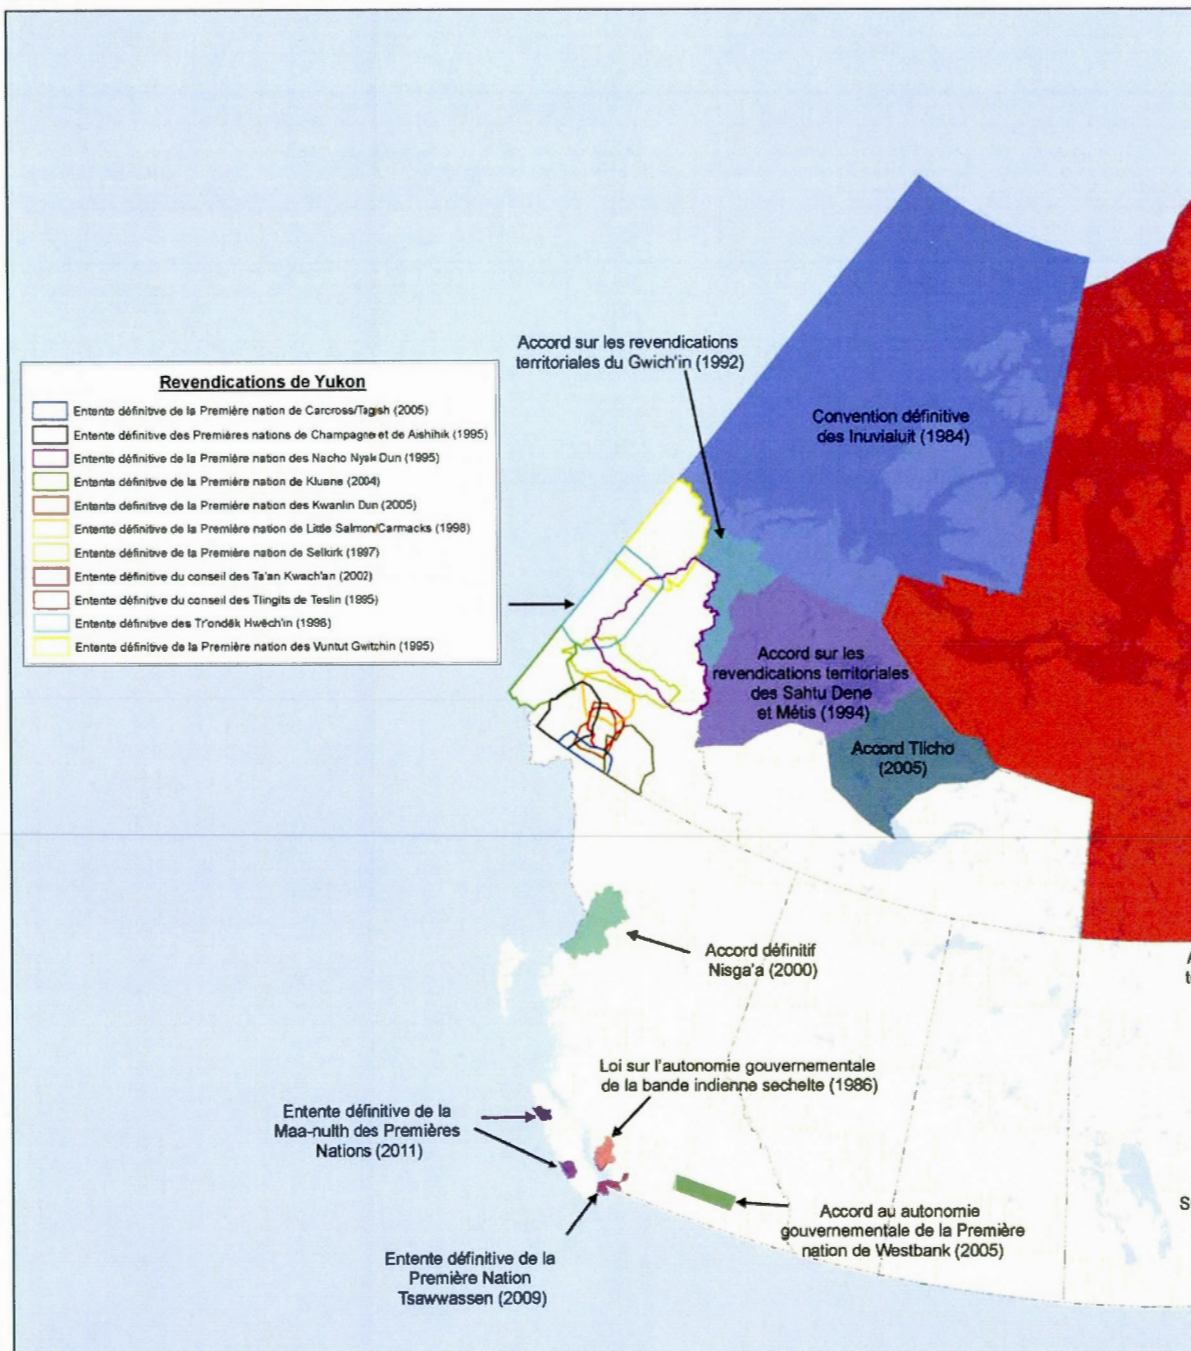 Accord sur les revendications
territoriales du Gwich'in (1992)
Revendications de Yukon
Entente définitive de la Première nation de Carcross/Tagish (2005)
Entente définitive des Premières nations de Champagne et de Aishihik (1995)
Entente définitive de la Première nation des Nacho Nyak Dun (1995)
Entente définitive de la Première nation de Kluane (2004)
Entente définitive de la Première nation des Kwanlin Dun (2005)
Entente définitive de la Première nation de Little Salmon/Carmacks (1998)
Entente définitive de la Première nation de Selkirk (1997)
Entente définitive du conseil des Ta'an Kwach'an (2002)
Entente définitive du conseil des Tlingits de Teslin (1995)
Entente définitive des Tr'ondëk Hwëch'in (1998)
Entente définitive de la Première nation des Vuntut Gwitchin (1995)
Convention définitive
des Inuvialuit (1984)
Accord sur les
revendications territoriales
des Sahtu Dene
et Métis (1994)
Accord Tlicho
(2005)
Accord définitif
Nisga'a (2000)
A
t
Loi sur l'autonomie gouvernementale
de la bande indienne sechelte (1986)
Entente définitive de la
Maa-nulth des Premières
Nations (2011)
S
Accord au autonomie
gouvernementale de la Première
nation de Westbank (2005)
Entente définitive de la
Première Nation
Tsawwassen (2009)